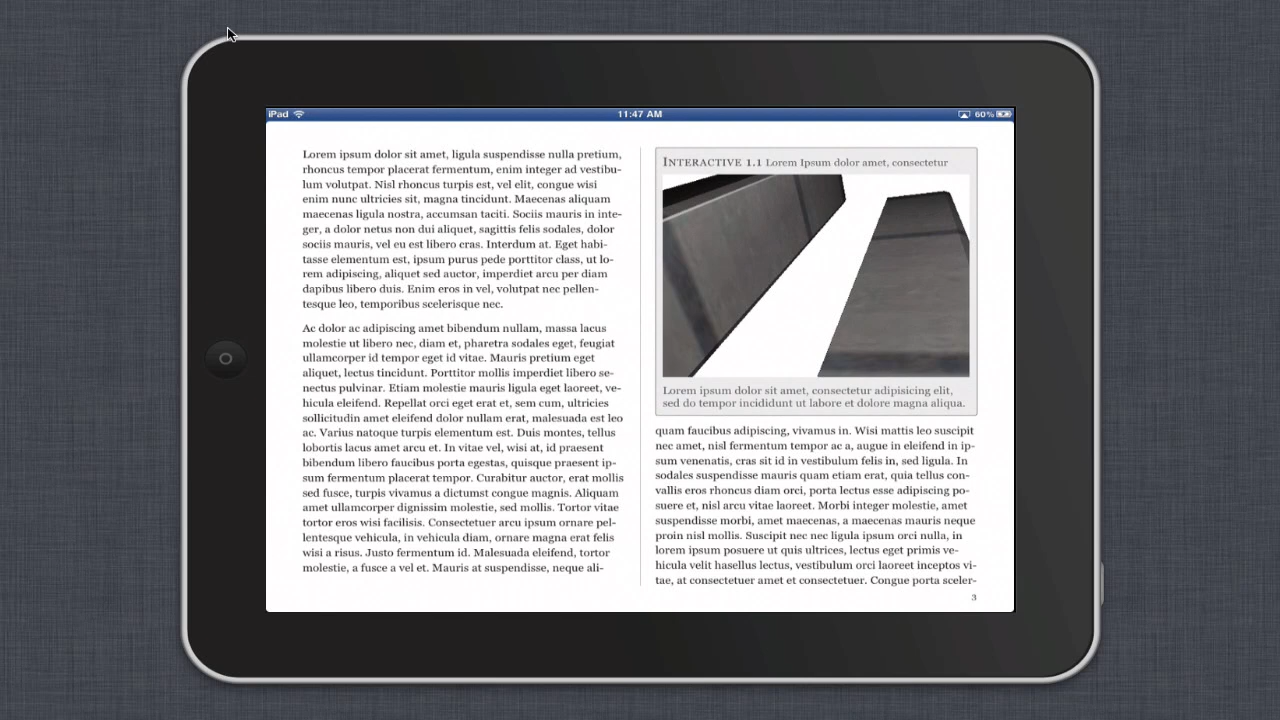 iPad
11:47 AM
60%
Lorem ipsum dolor sit amet, ligula suspendisse nulla pretium,
rhoncus tempor placerat fermentum, enim integer ad vestibu-
lum volutpat. Nisl rhoncus turpis est, vel elit, congue wisi
enim nunc ultricies sit, magna tincidunt. Maecenas aliquam
maecenas ligula nostra, accumsan taciti. Sociis mauris in inte-
ger, a dolor netus non dui aliquet, sagittis felis sodales, dolor
sociis mauris, vel eu est libero cras. Interdum at. Eget habi-
tasse elementum est, ipsum purus pede porttitor class, ut lo-
rem adipiscing, aliquet sed auctor, imperdiet arcu per diam
dapibus libero duis. Enim eros in vel, volutpat nec pellen-
tesque leo, temporibus scelerisque nec.
Ac dolor ac adipiscing amet bibendum nullam, massa lacus
molestie ut libero nec, diam et, pharetra sodales eget, feugiat
ullamcorper id tempor eget id vitae. Mauris pretium eget
aliquet, lectus tincidunt. Porttitor mollis imperdiet libero se-
nectus pulvinar. Etiam molestie mauris ligula eget laoreet, ve-
hicula eleifend. Repellat orci eget erat et, sem cum, ultricies
sollicitudin amet eleifend dolor nullam erat, malesuada est leo
ac. Varius natoque turpis elementum est. Duis montes, tellus
lobortis lacus amet arcu et. In vitae vel, wisi at, id praesent
bibendum libero faucibus porta egestas, quisque praesent ip-
sum fermentum placerat tempor. Curabitur auctor, erat mollis
sed fusce, turpis vivamus a dictumst congue magnis. Aliquam
amet ullamcorper dignissim molestie, sed mollis. Tortor vitae
tortor eros wisi facilisis. Consectetuer arcu ipsum ornare pel-
lentesque vehicula, in vehicula diam, ornare magna erat felis
wisi a risus. Justo fermentum id. Malesuada eleifend, tortor
molestie, a fusce a vel et. Mauris at suspendisse, neque ali-
INTERACTIVE 1.1 Lorem Ipsum dolor amet, consectetur
Lorem ipsum dolor sit amet, consectetur adipisicing elit,
sed do tempor incididunt ut labore et dolore magna aliqua.
quam faucibus adipiscing, vivamus in. Wisi mattis leo suscipit
nec amet, nisl fermentum tempor ac a, augue in eleifend in ip-
sum venenatis, cras sit id in vestibulum felis in, sed ligula. In
sodales suspendisse mauris quam etiam erat, quia tellus con-
vallis eros rhoncus diam orci, porta lectus esse adipiscing po-
suere et, nisl arcu vitae laoreet. Morbi integer molestie, amet
suspendisse morbi, amet maecenas, a maecenas mauris neque
proin nisl mollis. Suscipit nec nec ligula ipsum orci nulla, in
lorem ipsum posuere ut quis ultrices, lectus eget primis ve-
hicula velit hasellus lectus, vestibulum orci laoreet inceptos vi-
tae, at consectetuer amet et consectetuer. Congue porta sceler-
3